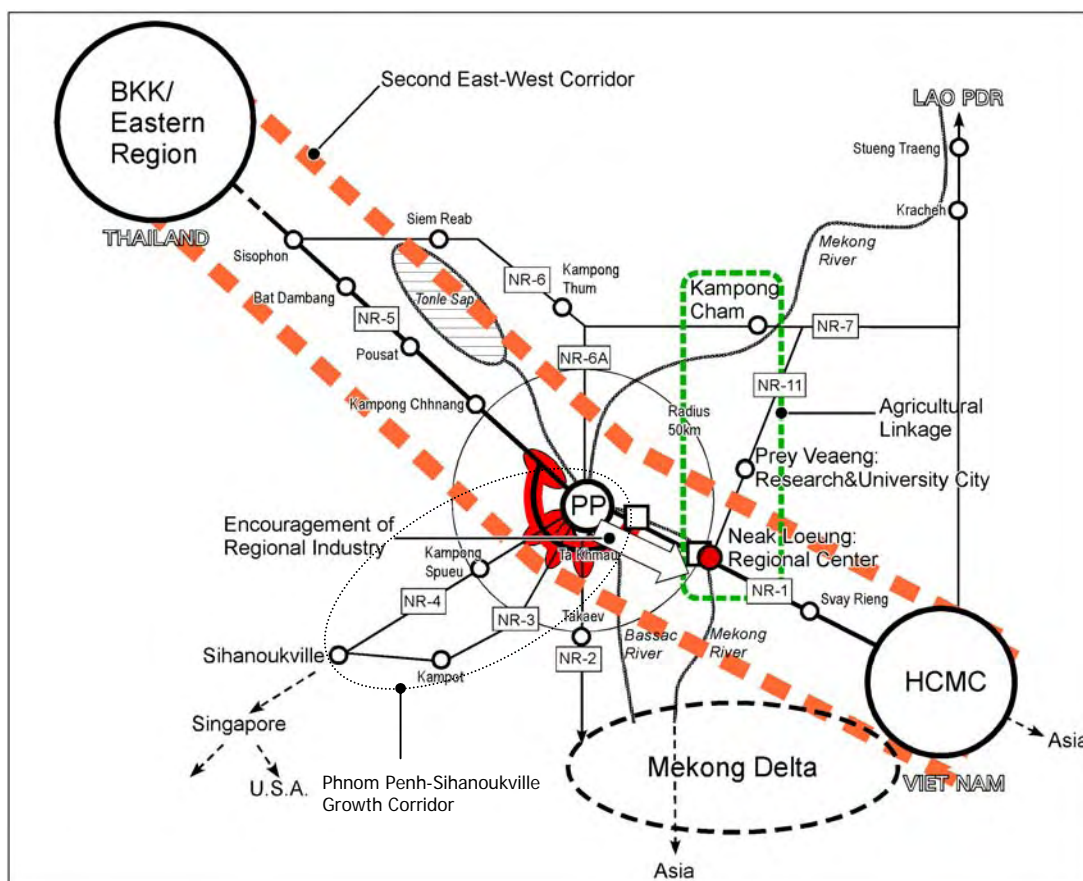 BKK/
Eastern
Region
THAILAND
Second East-West Corridor
LAO PDR
Stueng Traeng
Kracheh
Mekong
River
Siem Reab
Sisophon
NR-6
Kampong
Thum
Tonle Sap
Bat Dambang
NR-5
Pousat
Kampong Chhnang
Kampong
Cham
NR-7
NR-6A
NR-11
Radius
50km
Agricultural
Linkage
Prey Veaeng:
Research&University City
PP
Encouragement of
Regional Industry
Ta Khmau
Neak Loeung:
Regional Center
Kampong
Spueu
NR-4
NR-3
NR-1
Svay Rieng
Takaev
Bassac
River
Mekong
River
NR-2
Sihanoukville
Kampot
HCMC
Singapore
U.S.A.
Phnom Penh-Sihanoukville
Growth Corridor
Mekong Delta
Asia
VIET NAM
Asia